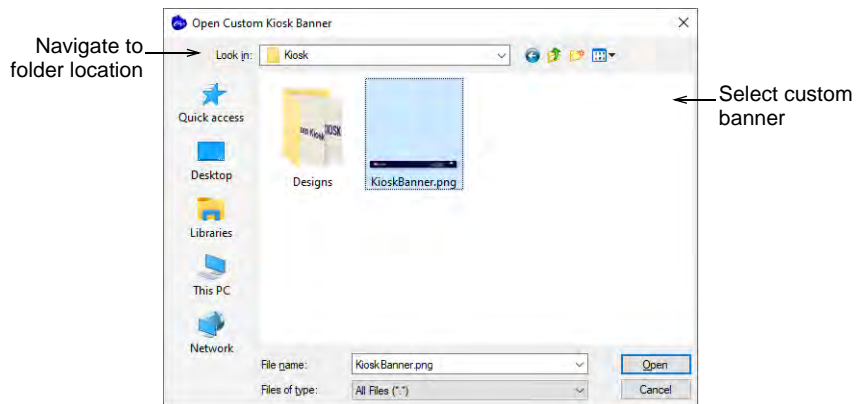 Open Custom Kiosk Banner
Navigate to
folder location
Look in:
Kiosk
Select custom
banner
Quick access
Desktop
Libraries
This PC
Network
KIOSK
Designs
KioskBanner.png
File name:
KioskBanner.png
Open
Files of type:
All Files (*.*)
Cancel